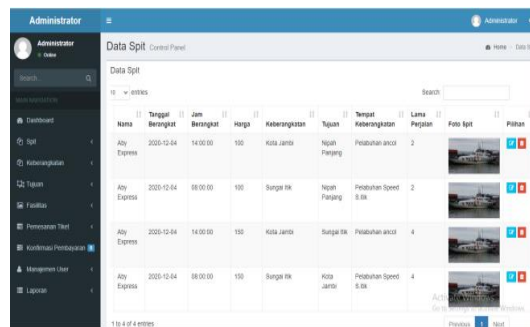 Administrator
Administrator
Administrator
Online
Data Spit Control Panel
Home
Search...
Data Spit
10 entries
Search
MAIN NAVIGATION
Dashboard
Spit
Keberangkatan
Tujuan
Fasilitas
Pemesanan Tiket
Konfirmasi Pembayaran
Manajemen User
Laporan
Nama Tanggal Berangkat Jam Berangkat Harga Keberangkatan Tujuan Tempat Keberangkatan Lama Perjalan Foto Spit Pilihan
Aby Express 2020-12-04 14:00:00 100 Kota Jambi Nipah Panjang Pelabuhan ancol 2
Aby Express 2020-12-04 08:00:00 100 Sungai itik Nipah Panjang Pelabuhan Speed S.itik 2
Aby Express 2020-12-04 14:00:00 150 Kota Jambi Sungai itik Pelabuhan ancol 4
Aby Express 2020-12-04 08:00:00 150 Sungai itik Kota Jambi Pelabuhan Speed S.itik 4
1 to 4 of 4 entries
Previous 1 Next